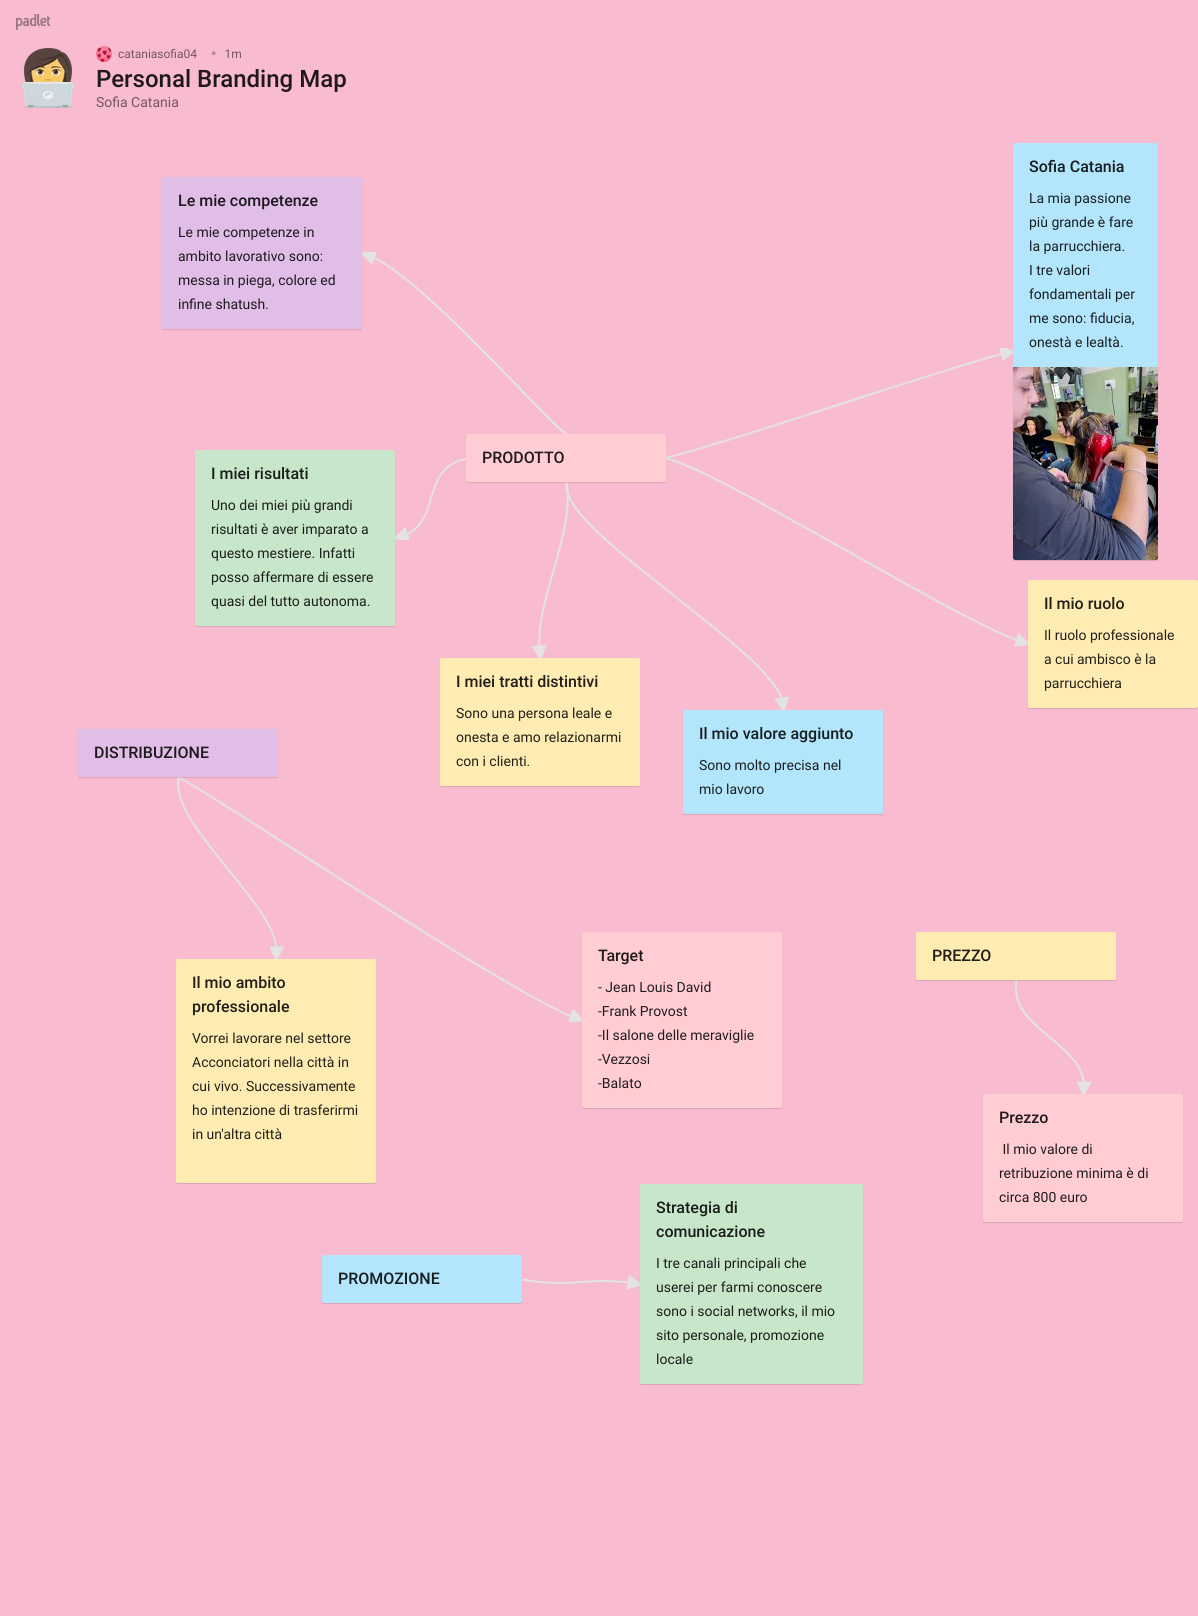 padlet
cataniasofia04 • 1m
Personal Branding Map
Sofia Catania
Sofia Catania
La mia passione
più grande è fare
la parrucchiera.
I tre valori
fondamentali per
me sono: fiducia,
onestà e lealtà.
Le mie competenze
Le mie competenze in
ambito lavorativo sono:
messa in piega, colore ed
infine shatush.
PRODOTTO
I miei risultati
Uno dei miei più grandi
risultati è aver imparato a
questo mestiere. Infatti
posso affermare di essere
quasi del tutto autonoma.
Il mio ruolo
Il ruolo professionale
a cui ambisco è la
parrucchiera
I miei tratti distintivi
Sono una persona leale e
onesta e amo relazionarmi
con i clienti.
Il mio valore aggiunto
Sono molto precisa nel
mio lavoro
DISTRIBUZIONE
Il mio ambito
professionale
Vorrei lavorare nel settore
Acconciatori nella città in
cui vivo. Successivamente
ho intenzione di trasferirmi
in un'altra città
Target
- Jean Louis David
-Frank Provost
-Il salone delle meraviglie
-Vezzosi
-Balato
PREZZO
Prezzo
Il mio valore di
retribuzione minima è di
circa 800 euro
PROMOZIONE
Strategia di
comunicazione
I tre canali principali che
userei per farmi conoscere
sono i social networks, il mio
sito personale, promozione
locale